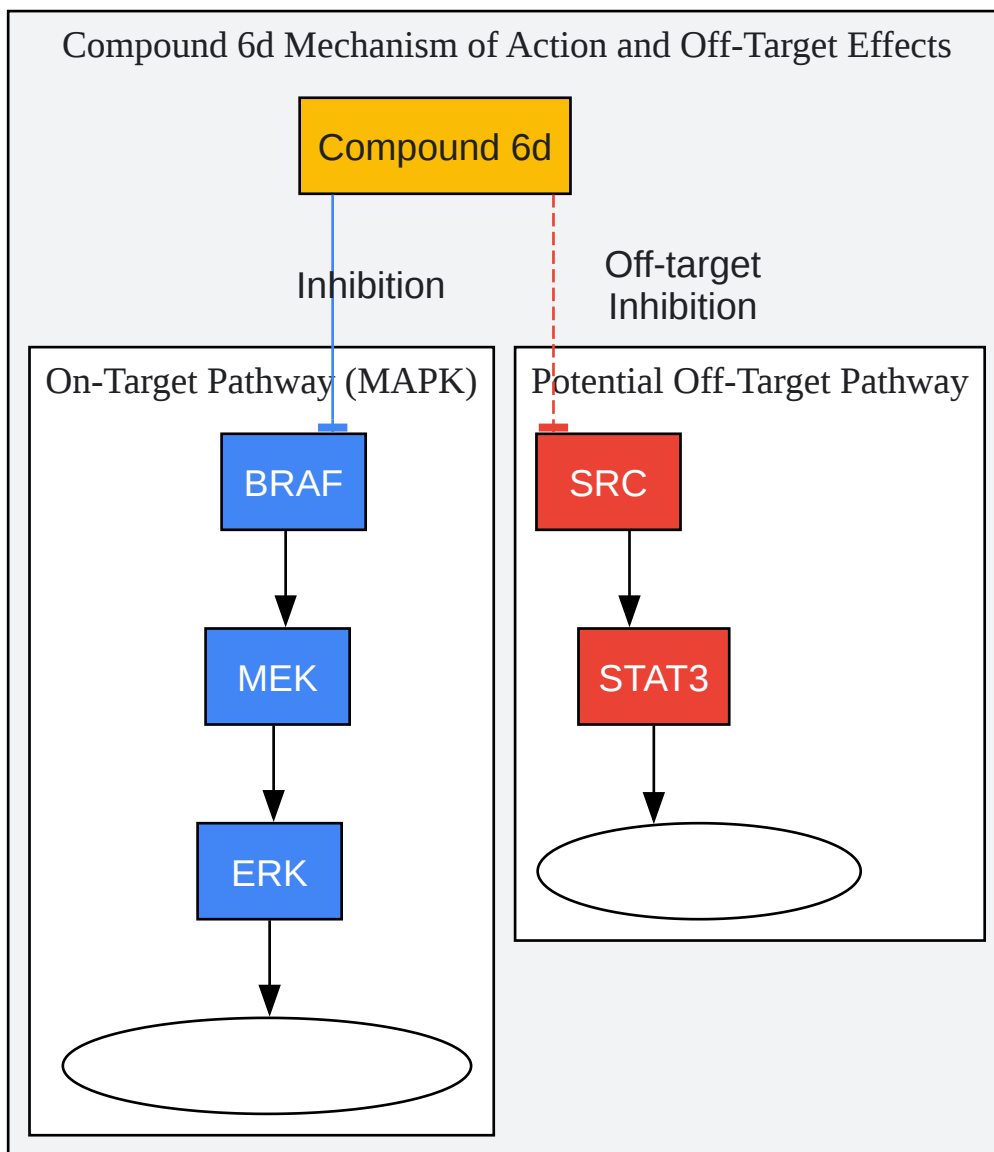 Compound 6d Mechanism of Action and Off-Target Effects
Compound 6d
Inhibition
Off-target
Inhibition
On-Target Pathway (MAPK)
BRAF
MEK
ERK
Potential Off-Target Pathway
SRC
STAT3